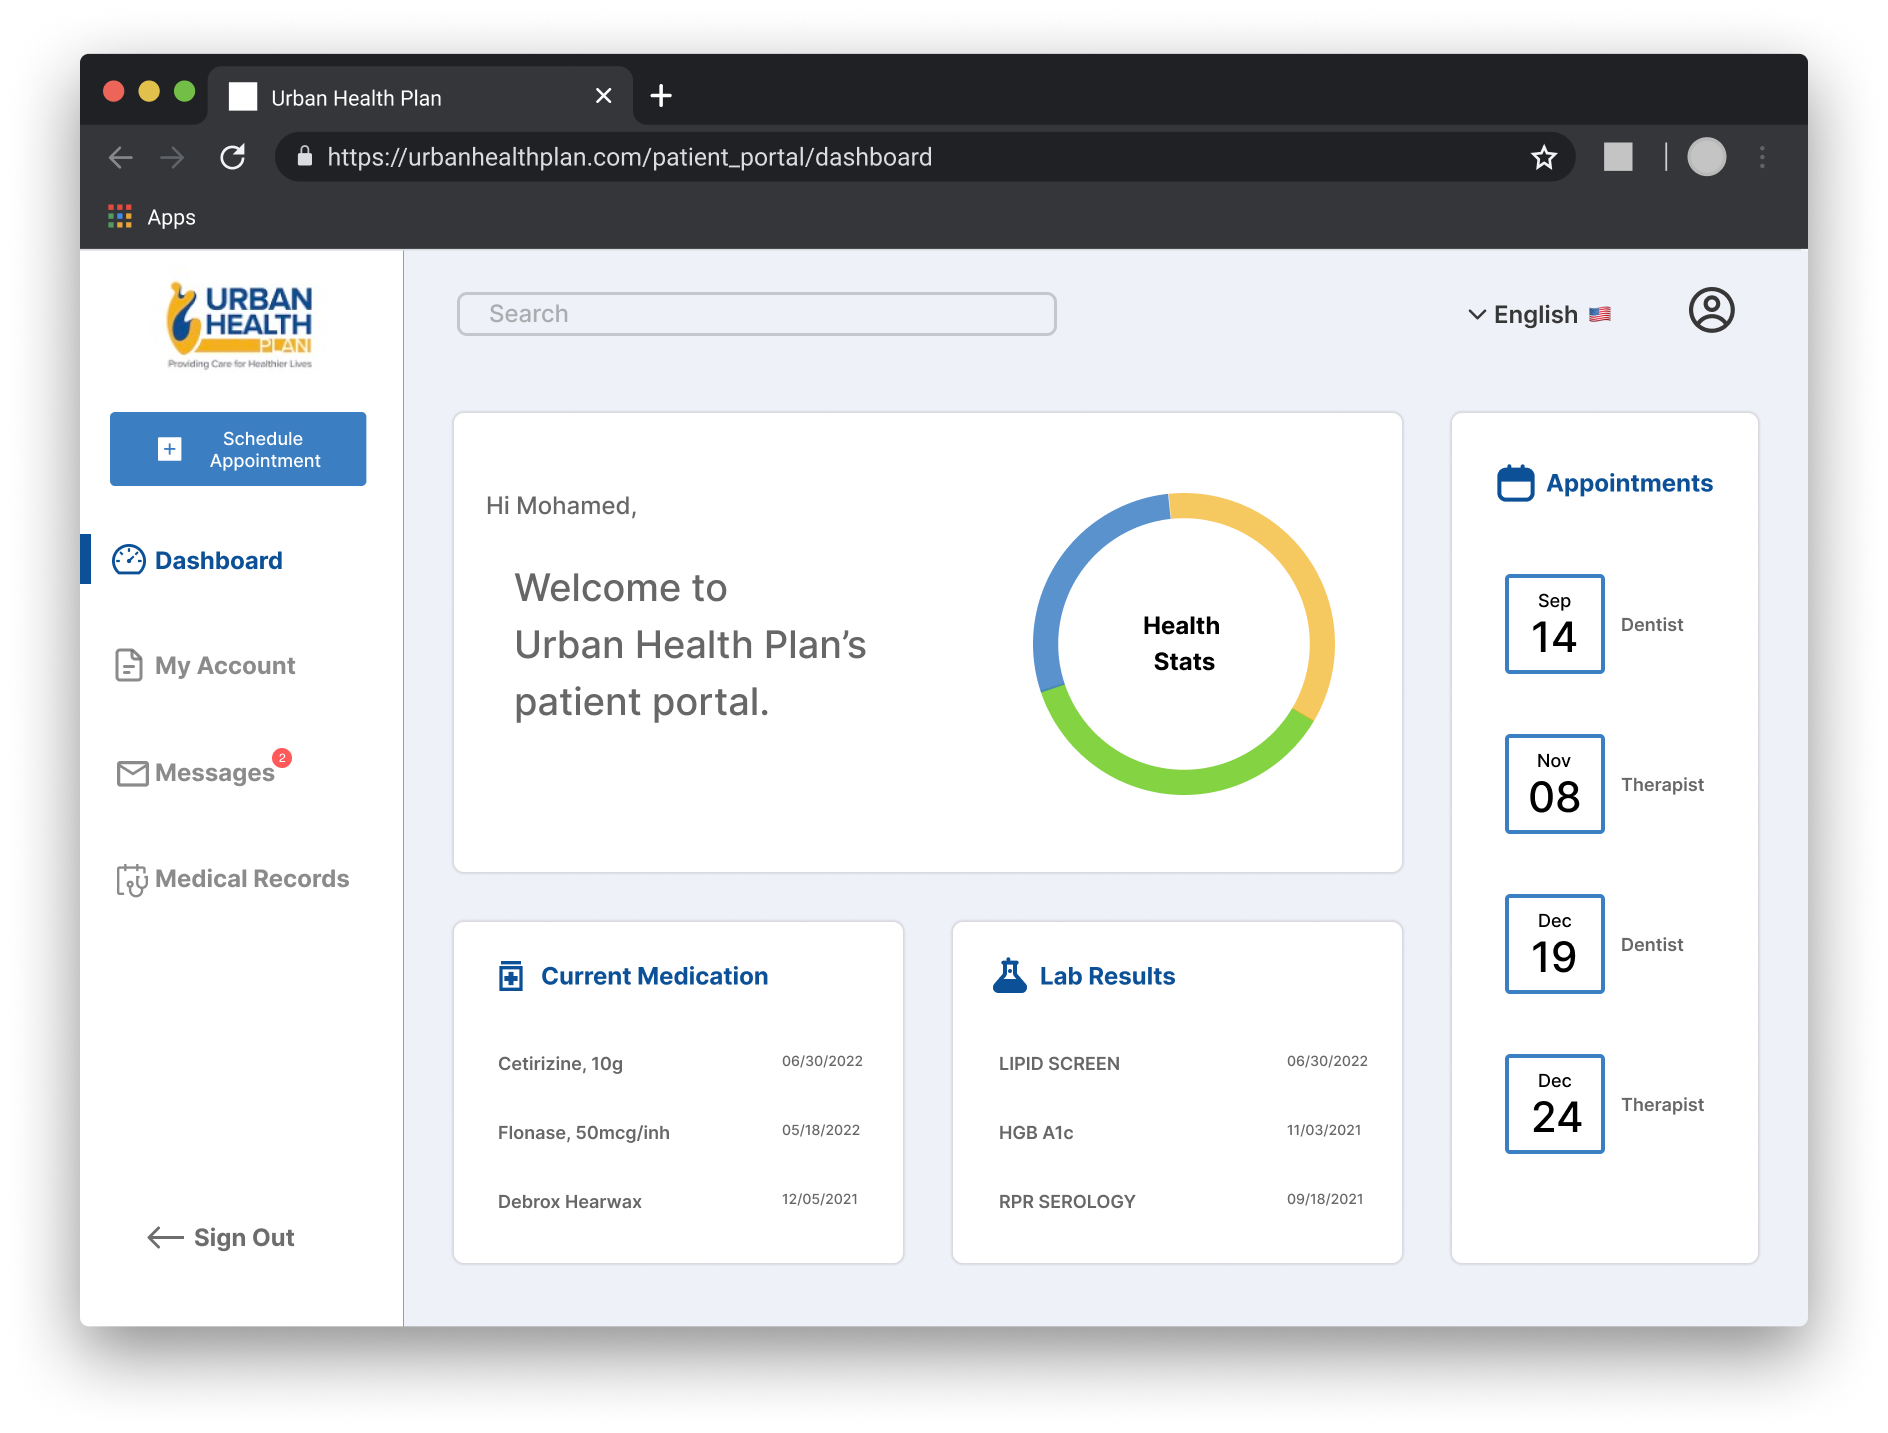 Urban Health Plan
https://urbanhealthplan.com/patient_portal/dashboard
Apps
URBAN
HEALTH
PLAN
Providing Care for Healthier Lives
Schedule
Appointment
Dashboard
My Account
Messages
2
Medical Records
Sign Out
Search
English
Hi Mohamed,
Welcome to
Urban Health Plan’s
patient portal.
Health
Stats
Current Medication
Cetirizine, 10g 06/30/2022
Flonase, 50mcg/inh 05/18/2022
Debrox Hearwax 12/05/2021
Lab Results
LIPID SCREEN 06/30/2022
HGB A1c 11/03/2021
RPR SEROLOGY 09/18/2021
Appointments
Sep
14
Dentist
Nov
08
Therapist
Dec
19
Dentist
Dec
24
Therapist